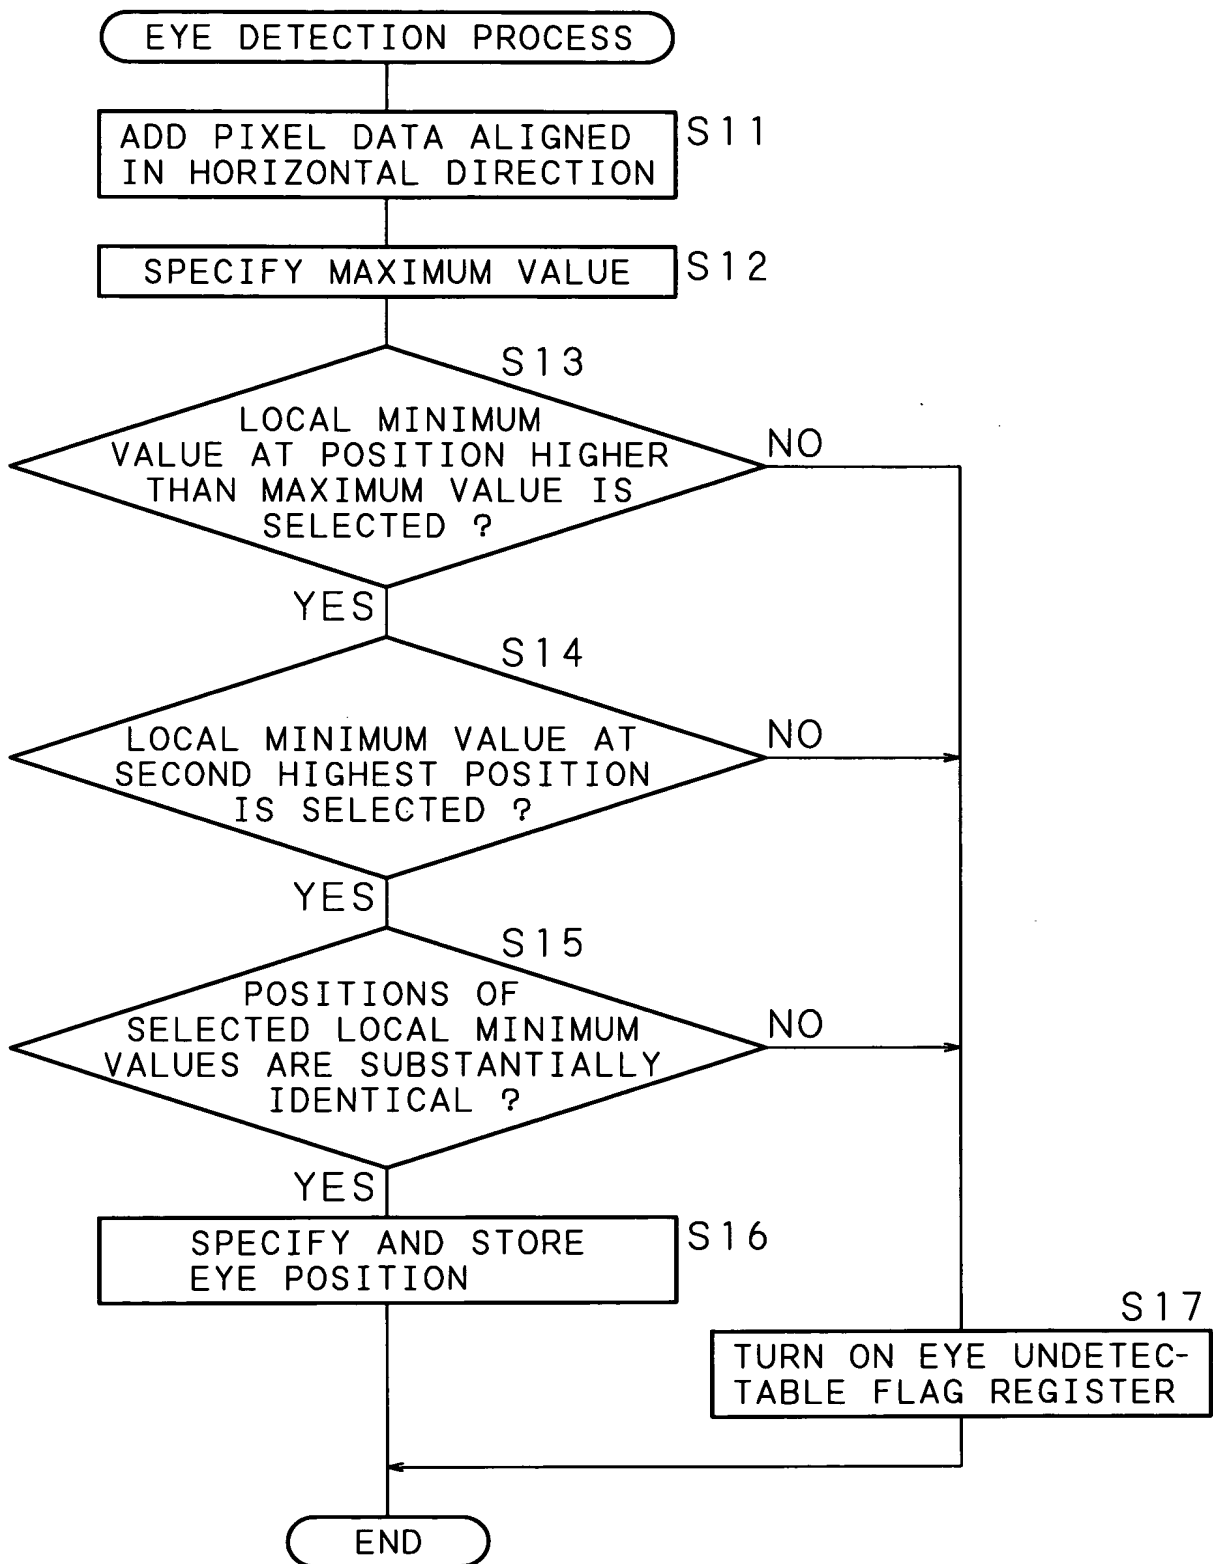 EYE DETECTION PROCESS
ADD PIXEL DATA ALIGNED
IN HORIZONTAL DIRECTION
S11
SPECIFY MAXIMUM VALUE
S12
S13
LOCAL MINIMUM
VALUE AT POSITION HIGHER
THAN MAXIMUM VALUE IS
SELECTED ?
NO
YES
S14
LOCAL MINIMUM VALUE AT
SECOND HIGHEST POSITION
IS SELECTED ?
NO
YES
S15
POSITIONS OF
SELECTED LOCAL MINIMUM
VALUES ARE SUBSTANTIALLY
IDENTICAL ?
NO
YES
SPECIFY AND STORE
EYE POSITION
S16
S17
TURN ON EYE UNDETEC-
TABLE FLAG REGISTER
END